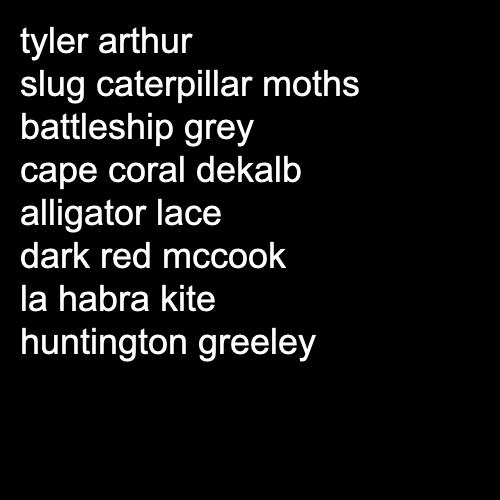 tyler arthur
slug caterpillar moths
battleship grey
cape coral dekalb
alligator lace
dark red mccook
la habra kite
huntington greeley